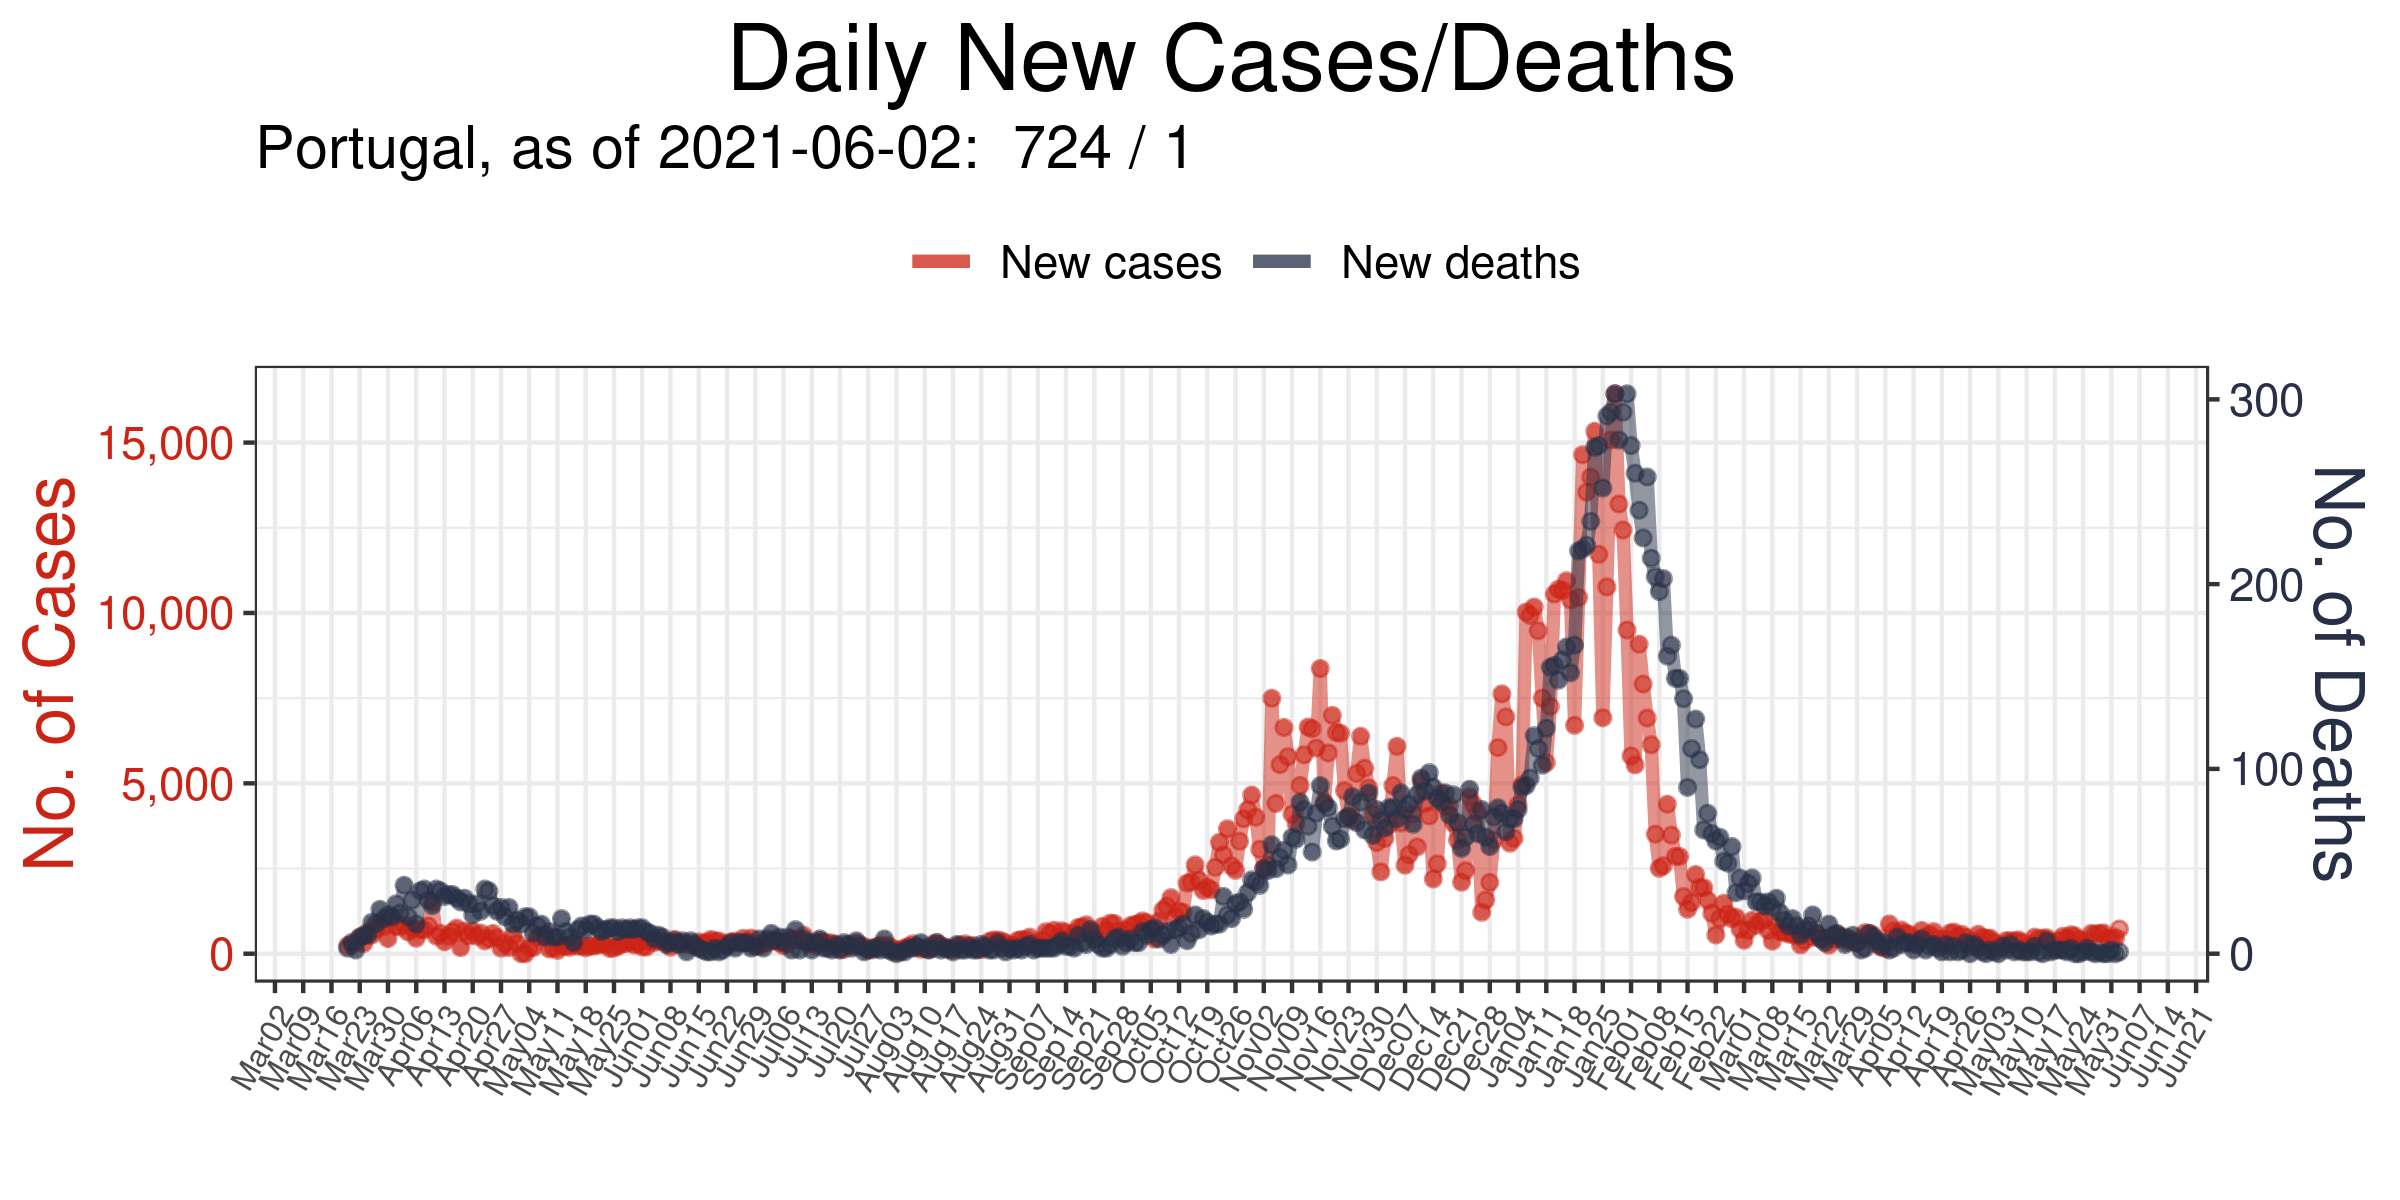 Daily New Cases/Deaths
Portugal, as of 2021-06-02:  724 / 1
New cases New deaths
No. of Cases
15,000
10,000
5,000
0
300
200
100
0
No. of Deaths
Mar02 Mar09 Mar16 Mar23 Mar30 Apr06 Apr13 Apr20 Apr27 May04 May11 May18 May25 Jun01 Jun08 Jun15 Jun22 Jun29 Jul06 Jul13 Jul20 Jul27 Aug03 Aug10 Aug17 Aug24 Aug31 Sep07 Sep14 Sep21 Sep28 Oct05 Oct12 Oct19 Oct26 Nov02 Nov09 Nov16 Nov23 Nov30 Dec07 Dec14 Dec21 Dec28 Jan04 Jan11 Jan18 Jan25 Feb01 Feb08 Feb15 Feb22 Mar01 Mar08 Mar15 Mar22 Mar29 Apr05 Apr12 Apr19 Apr26 May03 May10 May17 May24 May31 Jun07 Jun14 Jun21